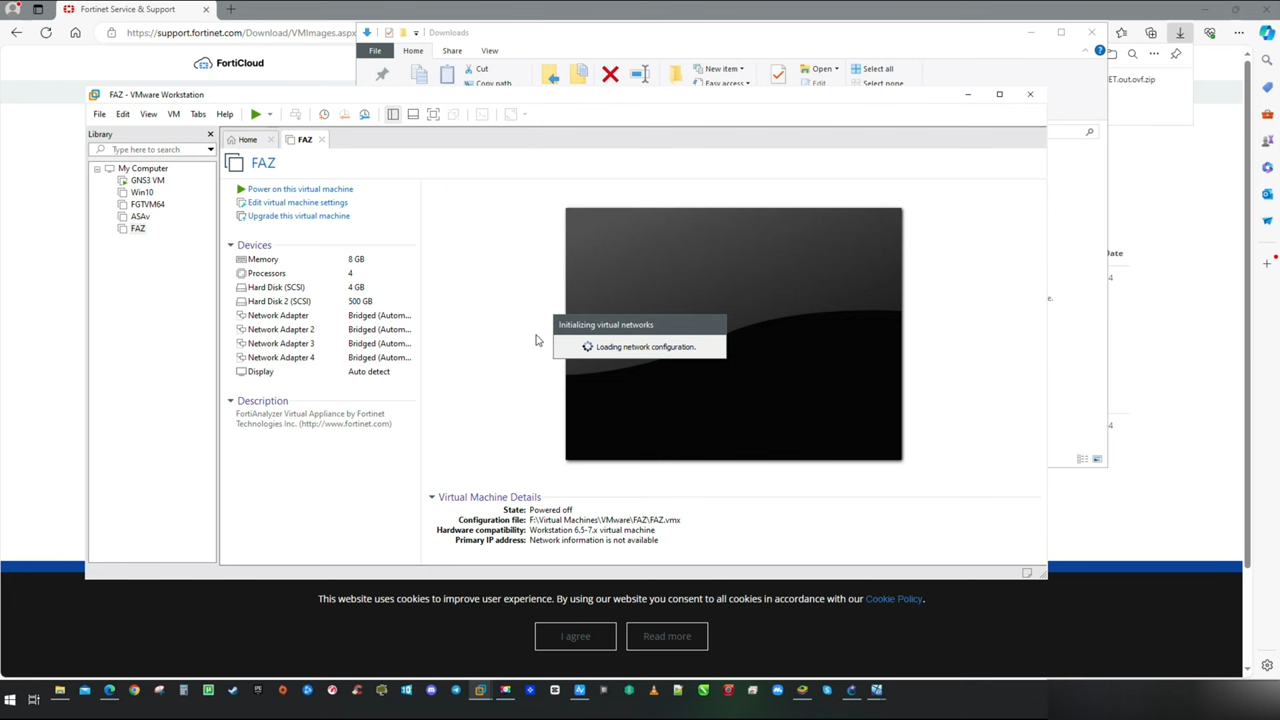 Fortinet Service & Support
https://support.fortinet.com/Download/VMImages.aspx
Downloads
File
Home
Share
View
FortiCloud
Cut
Copy path
New item
Easy access
Open
Select all
ET.out.ovf.zip
FAZ - VMware Workstation
File Edit View VM Tabs Help
Library
Type here to search
My Computer
GNS3 VM
Win10
FGTVM64
ASAv
FAZ
Home
FAZ
FAZ
Power on this virtual machine
Edit virtual machine settings
Upgrade this virtual machine
Devices
Memory 8 GB
Processors 4
Hard Disk (SCSI) 4 GB
Hard Disk 2 (SCSI) 500 GB
Network Adapter Bridged (Autom...
Network Adapter 2 Bridged (Autom...
Network Adapter 3 Bridged (Autom...
Network Adapter 4 Bridged (Autom...
Display Auto detect
Description
FortiAnalyzer Virtual Appliance by Fortinet
Technologies Inc. (http://www.fortinet.com)
Initializing virtual networks
Loading network configuration.
Virtual Machine Details
State: Powered off
Configuration file: F:\Virtual Machines\VMware\FAZ\FAZ.vmx
Hardware compatibility: Workstation 6.5-7.x virtual machine
Primary IP address: Network information is not available
This website uses cookies to improve user experience. By using our website you consent to all cookies in accordance with our Cookie Policy.
I agree
Read more